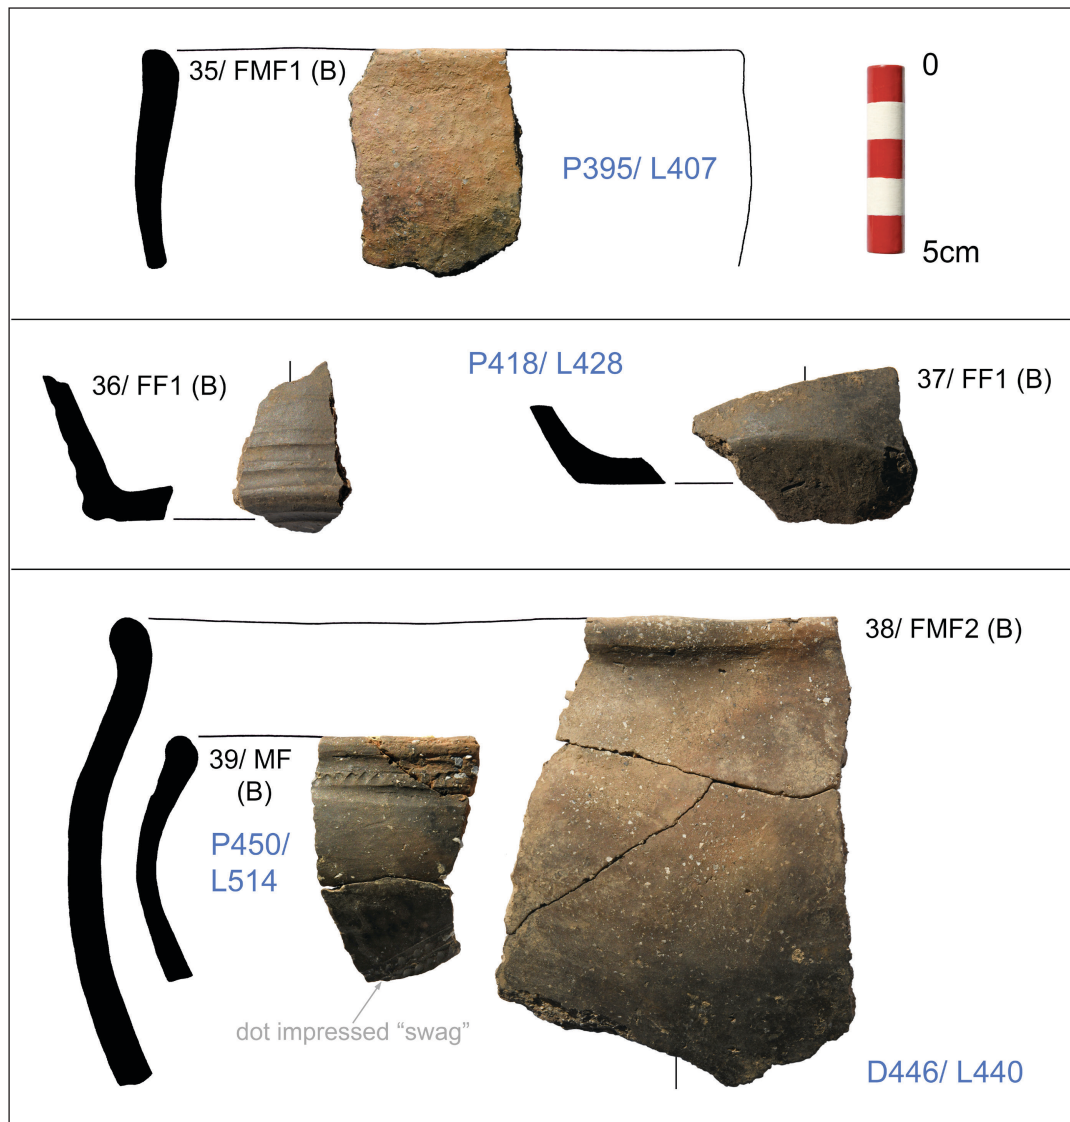 35/ FMF1 (B)
0
P395/ L407
5cm
36/ FF1 (B)
P418/ L428
37/ FF1 (B)
38/ FMF2 (B)
39/ MF
(B)
P450/
L514
dot impressed “swag”
D446/ L440